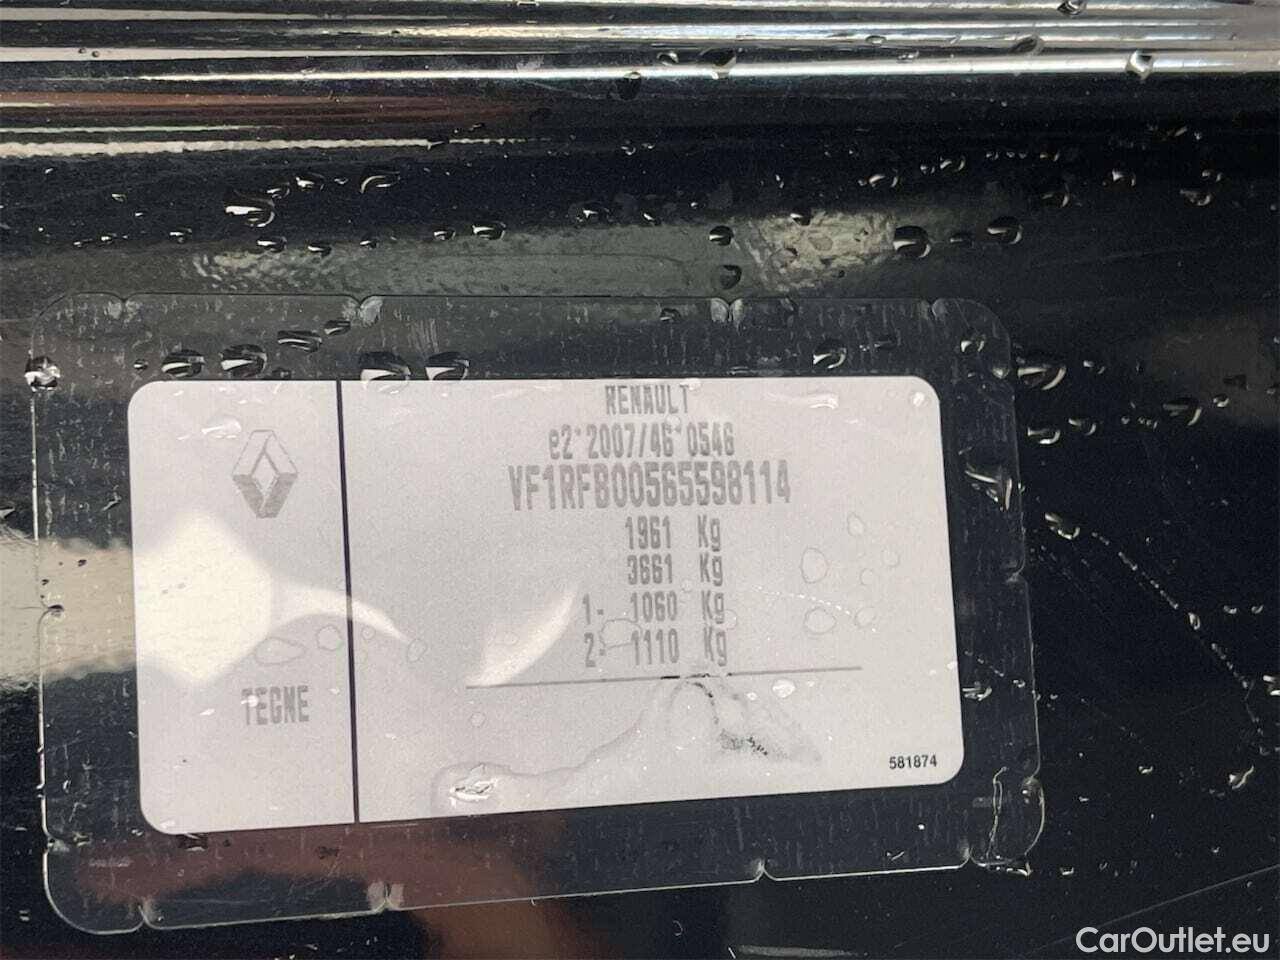 RENAULT
e2*2007/46*0546
VF1RFB00565598114
1961 Kg
3661 Kg
1- 1060 Kg
2- 1110 Kg
TEGNE
581874
CarOutlet.eu